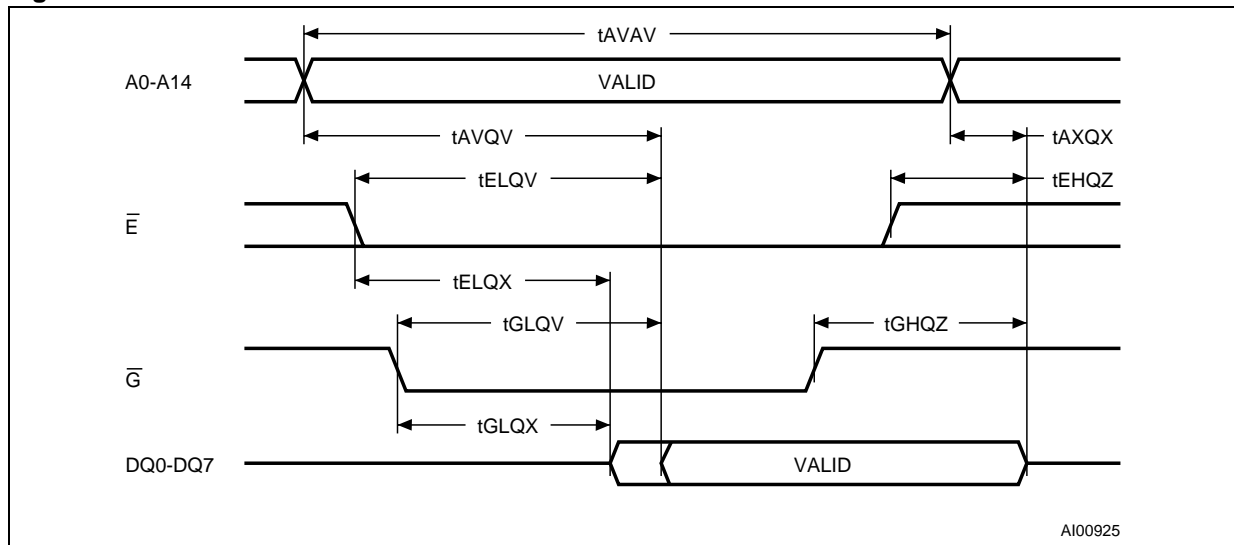 tAVAV
A0-A14
VALID
tAVQV
tAXQX
tELQV
tEHQZ
E̅
tELQX
tGLQV
tGHQZ
G̅
tGLQX
DQ0-DQ7
VALID
AI00925